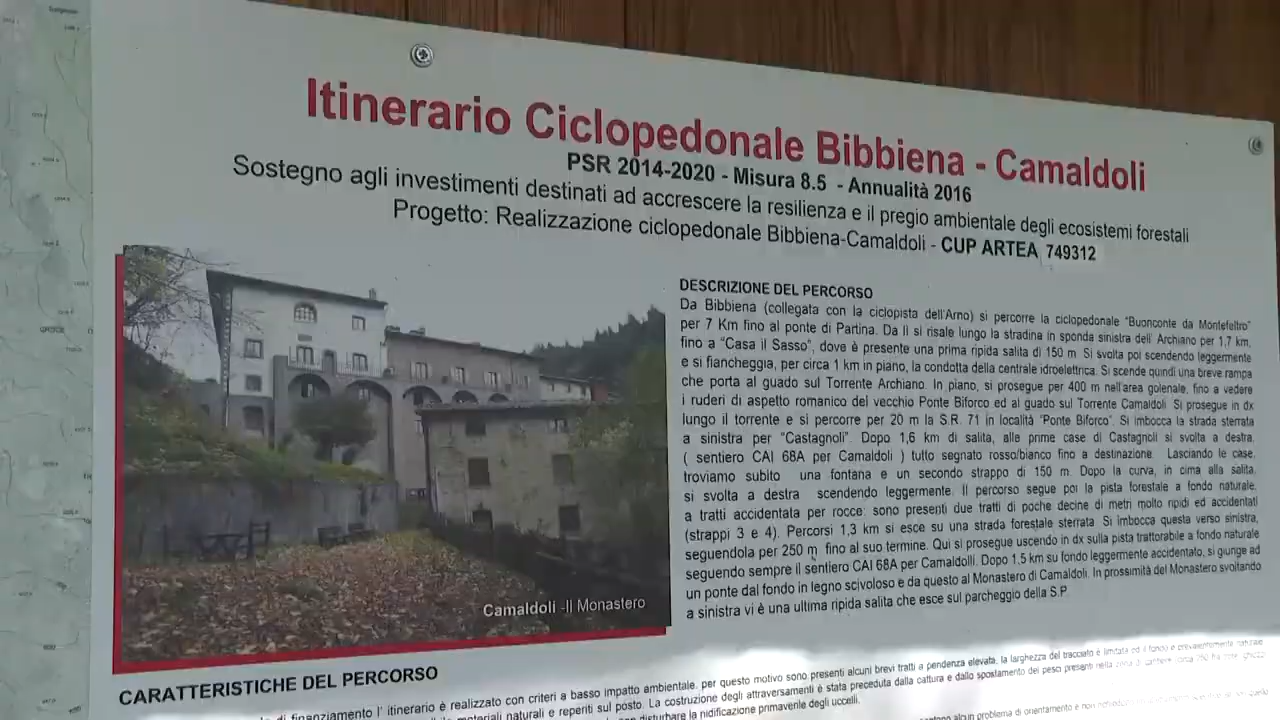 Itinerario Ciclopedonale Bibbiena - Camaldoli
PSR 2014-2020 - Misura 8.5 - Annualità 2016
Sostegno agli investimenti destinati ad accrescere la resilienza e il pregio ambientale degli ecosistemi forestali
Progetto: Realizzazione ciclopedonale Bibbiena-Camaldoli - CUP ARTEA 749312
Camaldoli -Il Monastero
DESCRIZIONE DEL PERCORSO
Da Bibbiena (collegata con la ciclopista dell'Arno) si percorre la ciclopedonale "Buonconte da Montefeltro"
per 7 Km fino al ponte di Partina. Da lì si risale lungo la stradina in sponda sinistra dell' Archiano per 1,7 km,
fino a "Casa il Sasso", dove è presente una prima ripida salita di 150 m. Si svolta poi scendendo leggermente
e si fiancheggia, per circa 1 km in piano, la condotta della centrale idroelettrica. Si scende quindi una breve rampa
che porta al guado sul Torrente Archiano. In piano, si prosegue per 400 m nell'area golenale, fino a vedere
i ruderi di aspetto romanico del vecchio Ponte Biforco ed al guado sul Torrente Camaldoli. Si prosegue in dx
lungo il torrente e si percorre per 20 m la S.R. 71 in località "Ponte Biforco". Si imbocca la strada sterrata
a sinistra per "Castagnoli". Dopo 1,6 km di salita, alle prime case di Castagnoli si svolta a destra.
( sentiero CAI 68A per Camaldoli ) tutto segnato rosso/bianco fino a destinazione. Lasciando le case,
troviamo subito una fontana e un secondo strappo di 150 m. Dopo la curva, in cima alla salita,
si svolta a destra scendendo leggermente. Il percorso segue poi la pista forestale a fondo naturale,
a tratti accidentata per rocce: sono presenti due tratti di poche decine di metri molto ripidi ed accidentati
(strappi 3 e 4). Percorsi 1,3 km si esce su una strada forestale sterrata. Si imbocca questa verso sinistra,
seguendola per 250 m, fino al suo termine. Qui si prosegue uscendo in dx sulla pista trattorabile a fondo naturale
seguendo sempre il sentiero CAI 68A per Camaldolli. Dopo 1,5 km su fondo leggermente accidentato, si giunge ad
un ponte dal fondo in legno scivoloso e da questo al Monastero di Camaldoli. In prossimità del Monastero svoltando
a sinistra vi è una ultima ripida salita che esce sul parcheggio della S.P.
CARATTERISTICHE DEL PERCORSO
di finanziamento l' itinerario è realizzato con criteri a basso impatto ambientale, per questo motivo sono presenti alcuni brevi tratti a pendenza elevata, la larghezza del tracciato è limitata ed il fondo è prevalentemente naturale
materiali naturali e reperiti sul posto. La costruzione degli attraversamenti è stata preceduta dalla cattura e dallo spostamento dei pesci presenti nella zona
disturbare la nidificazione primaverile degli uccelli.
alcun problema di orientamento e non